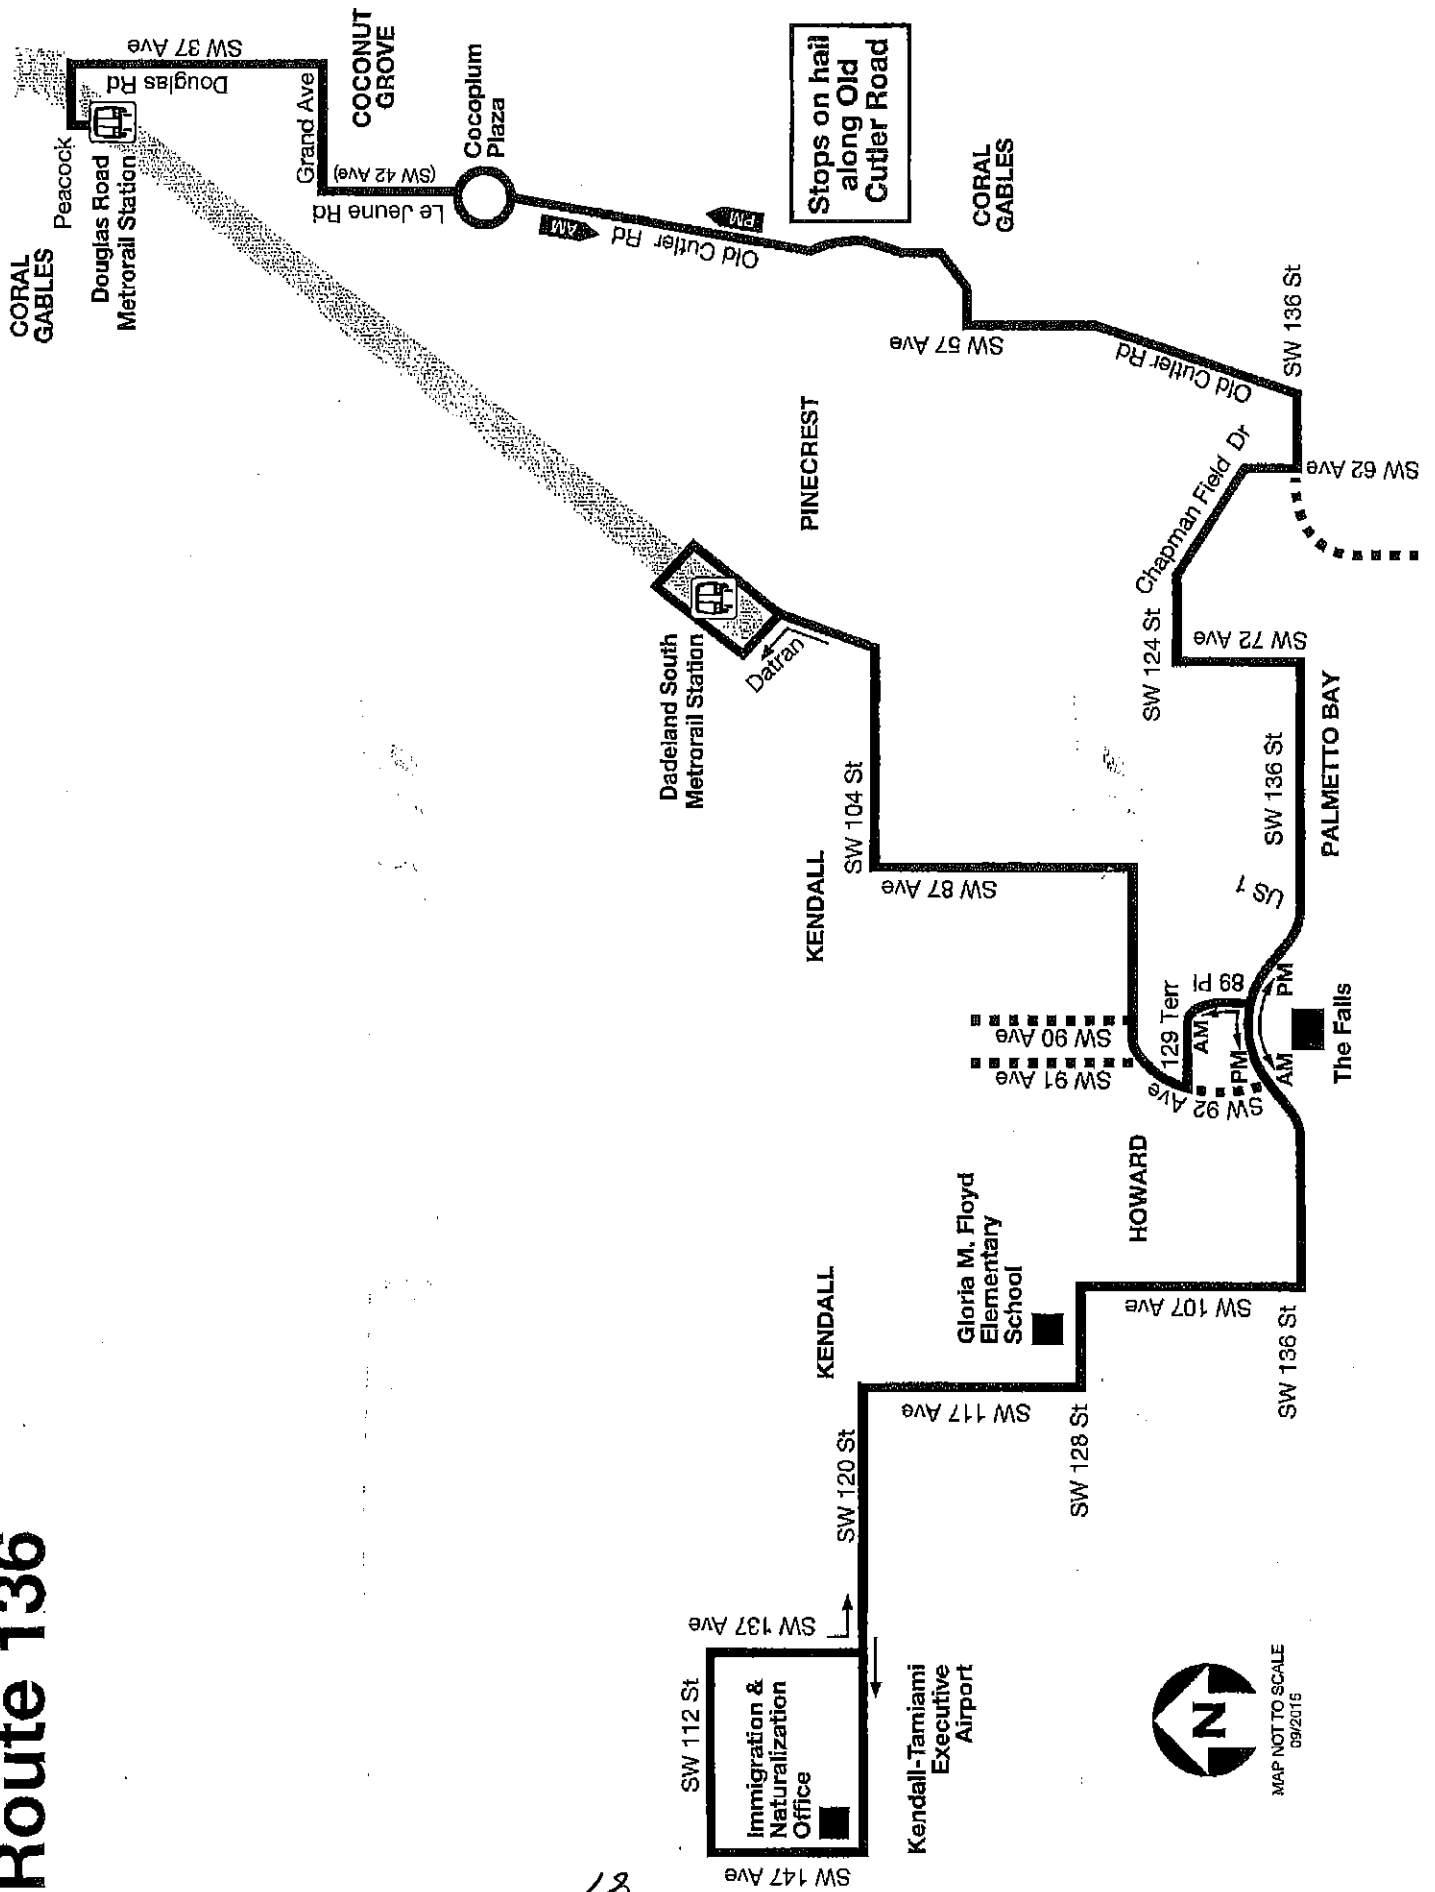 Route 136
CORAL
GABLES
Peacock
Douglas Road
Metrorail Station
Douglas Rd
SW 37 Ave
Grand Ave
COCONUT
GROVE
Le Jeune Rd
(SW 42 Ave)
Cocoplum
Plaza
AM
PM
Old Cutler Rd
Stops on hail
along Old
Cutler Road
CORAL
GABLES
SW 57 Ave
Old Cutler Rd
SW 136 St
SW 62 Ave
Chapman Field Dr
SW 124 St
SW 72 Ave
PINECREST
Dadeland South
Metrorail Station
Datran
SW 104 St
KENDALL
SW 87 Ave
SW 136 St
PALMETTO BAY
US 1
SW 90 Ave
SW 91 Ave
129 Terr
89 Pl
AM
PM
SW 92 Ave
AM
PM
The Falls
HOWARD
Gloria M. Floyd
Elementary
School
KENDALL
SW 107 Ave
SW 136 St
SW 117 Ave
SW 128 St
SW 120 St
SW 137 Ave
SW 112 St
Immigration &
Naturalization
Office
SW 147 Ave
Kendall-Tamiami
Executive
Airport
N
MAP NOT TO SCALE
09/2015
18